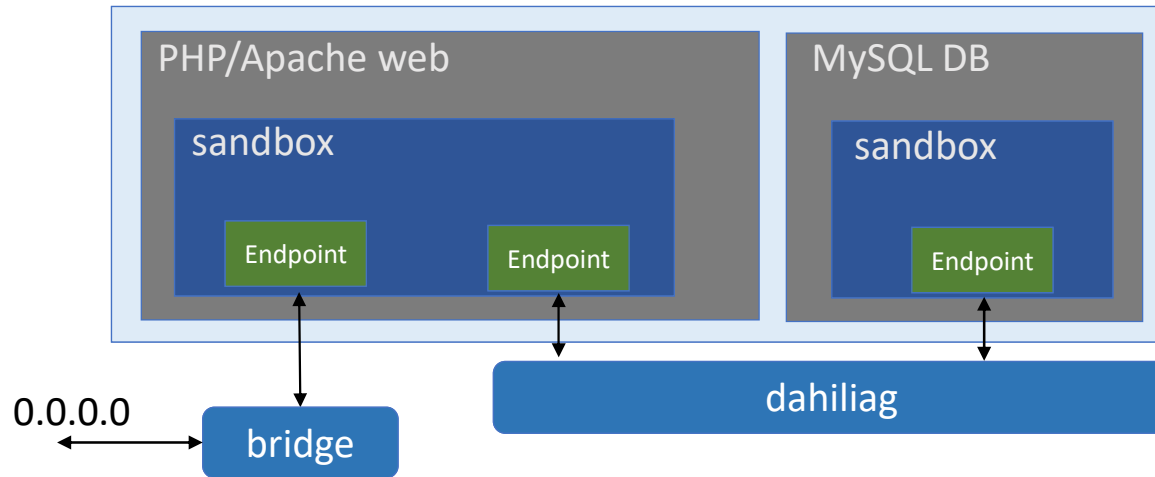 PHP/Apache web
MySQL DB
sandbox
sandbox
Endpoint
Endpoint
Endpoint
dahiliag
0.0.0.0
bridge